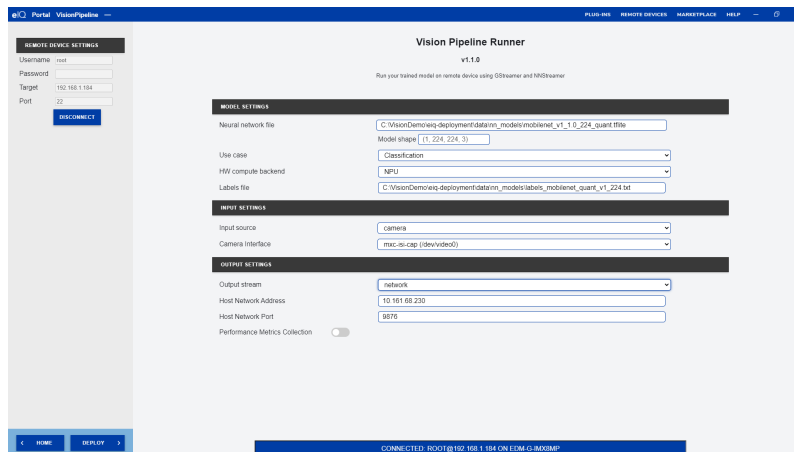 eIQ Portal VisionPipeline —
PLUG-INS REMOTE DEVICES MARKETPLACE HELP
REMOTE DEVICE SETTINGS
Username root
Password
Target 192.168.1.184
Port 22
DISCONNECT
Vision Pipeline Runner
v1.1.0
Run your trained model on remote device using GStreamer and NNStreamer
MODEL SETTINGS
Neural network file C:\VisionDemo\eiq-deployment\data\nn_models\mobilenet_v1_1.0_224_quant.tflite
Model shape (1, 224, 224, 3)
Use case Classification
HW compute backend NPU
Labels file C:\VisionDemo\eiq-deployment\data\nn_models\labels_mobilenet_quant_v1_224.txt
INPUT SETTINGS
Input source camera
Camera Interface mxc-isi-cap (/dev/video0)
OUTPUT SETTINGS
Output stream network
Host Network Address 10.161.68.230
Host Network Port 9876
Performance Metrics Collection
HOME DEPLOY
CONNECTED: ROOT@192.168.1.184 ON EDM-G-IMX8MP